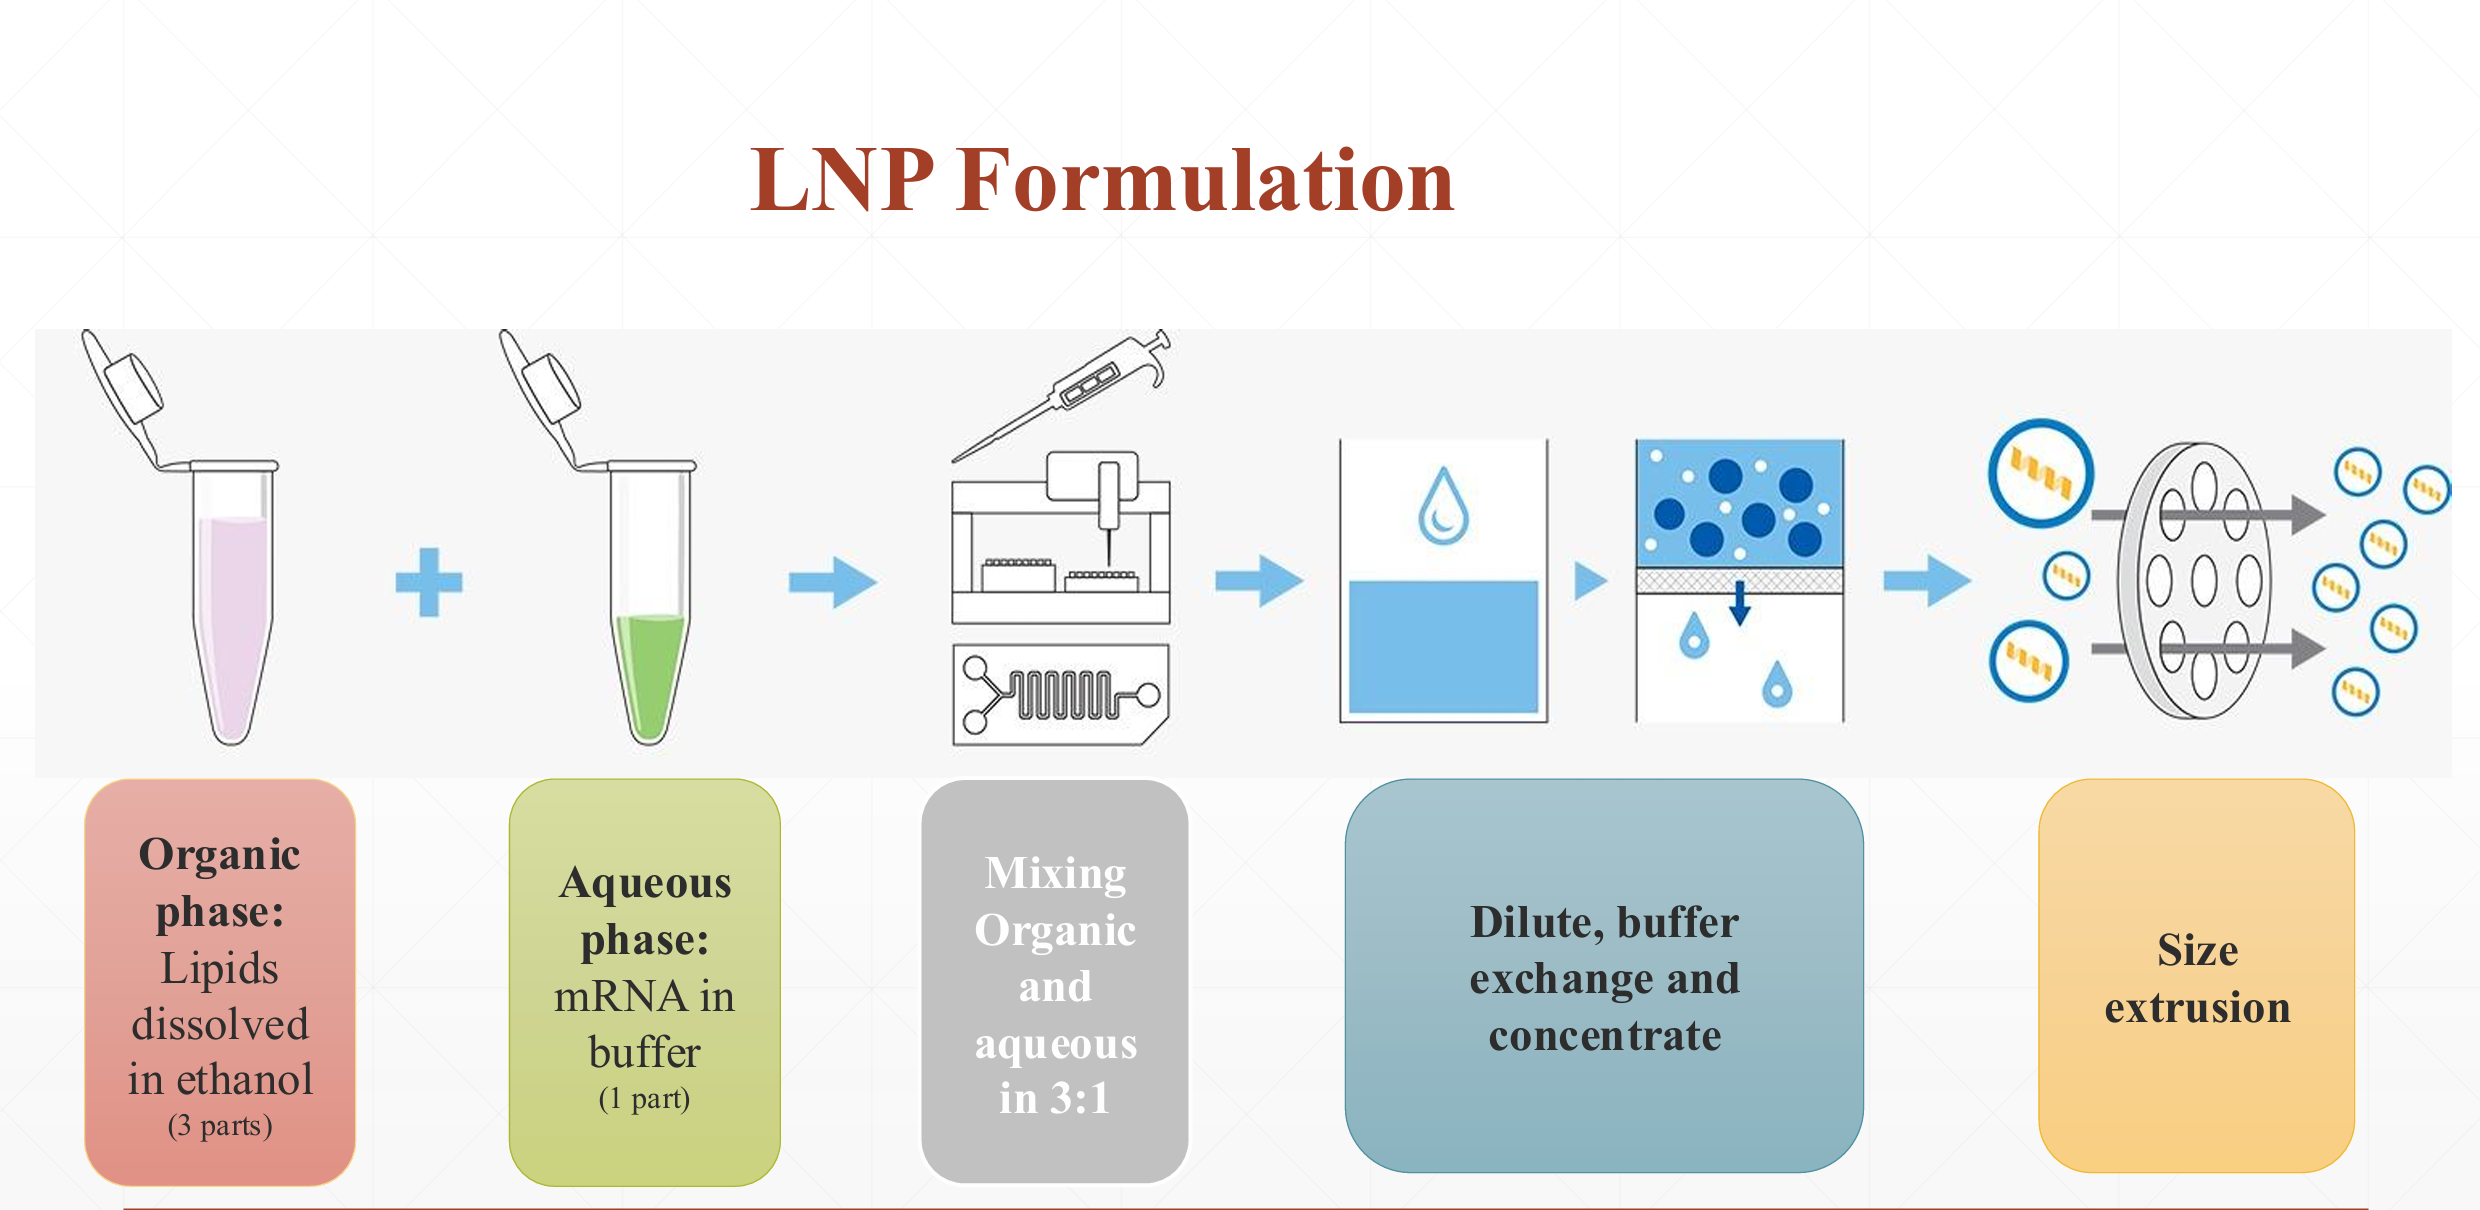 LNP Formulation
Organic
phase:
Lipids
dissolved
in ethanol
(3 parts)
Aqueous
phase:
mRNA in
buffer
(1 part)
Mixing
Organic
and
aqueous
in 3:1
Dilute, buffer
exchange and
concentrate
Size
extrusion